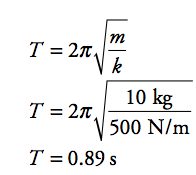 T = 2π√(m/k)
T = 2π√(10 kg/500 N/m)
T = 0.89 s